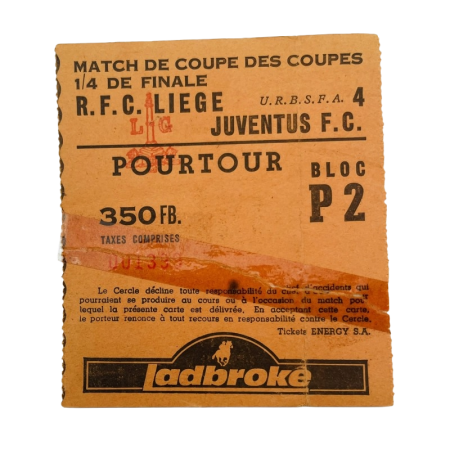 MATCH DE COUPE DES COUPES
1/4 DE FINALE
R.F.C. LIEGE U.R.B.S.F.A. 4
L G
JUVENTUS F.C.
POURTOUR
BLOC
P 2
350 FB.
TAXES COMPRISES
Le Cercle décline toute responsabilité du chef d'accidents qui
pourraient se produire au cours ou à l'occasion du match pour
lequel la présente carte est délivrée. En acceptant cette carte,
le porteur renonce à tout recours en responsabilité contre le Cercle.
Tickets ENERGY S.A.
Ladbroke